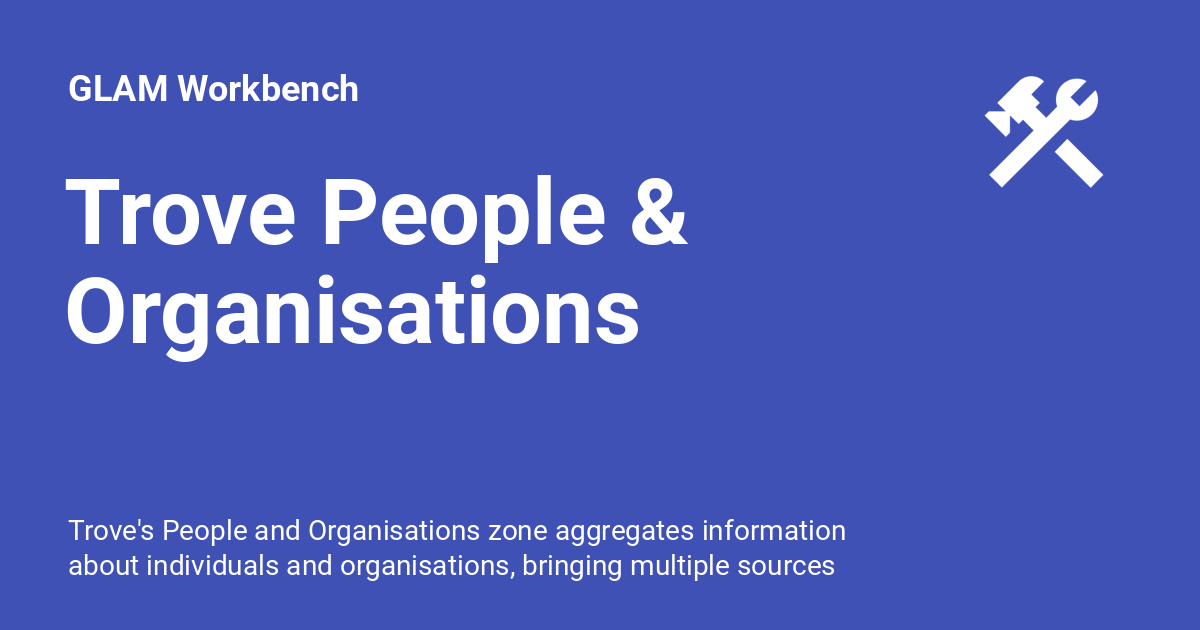 GLAM Workbench
Trove People &
Organisations
Trove's People and Organisations zone aggregates information
about individuals and organisations, bringing multiple sources